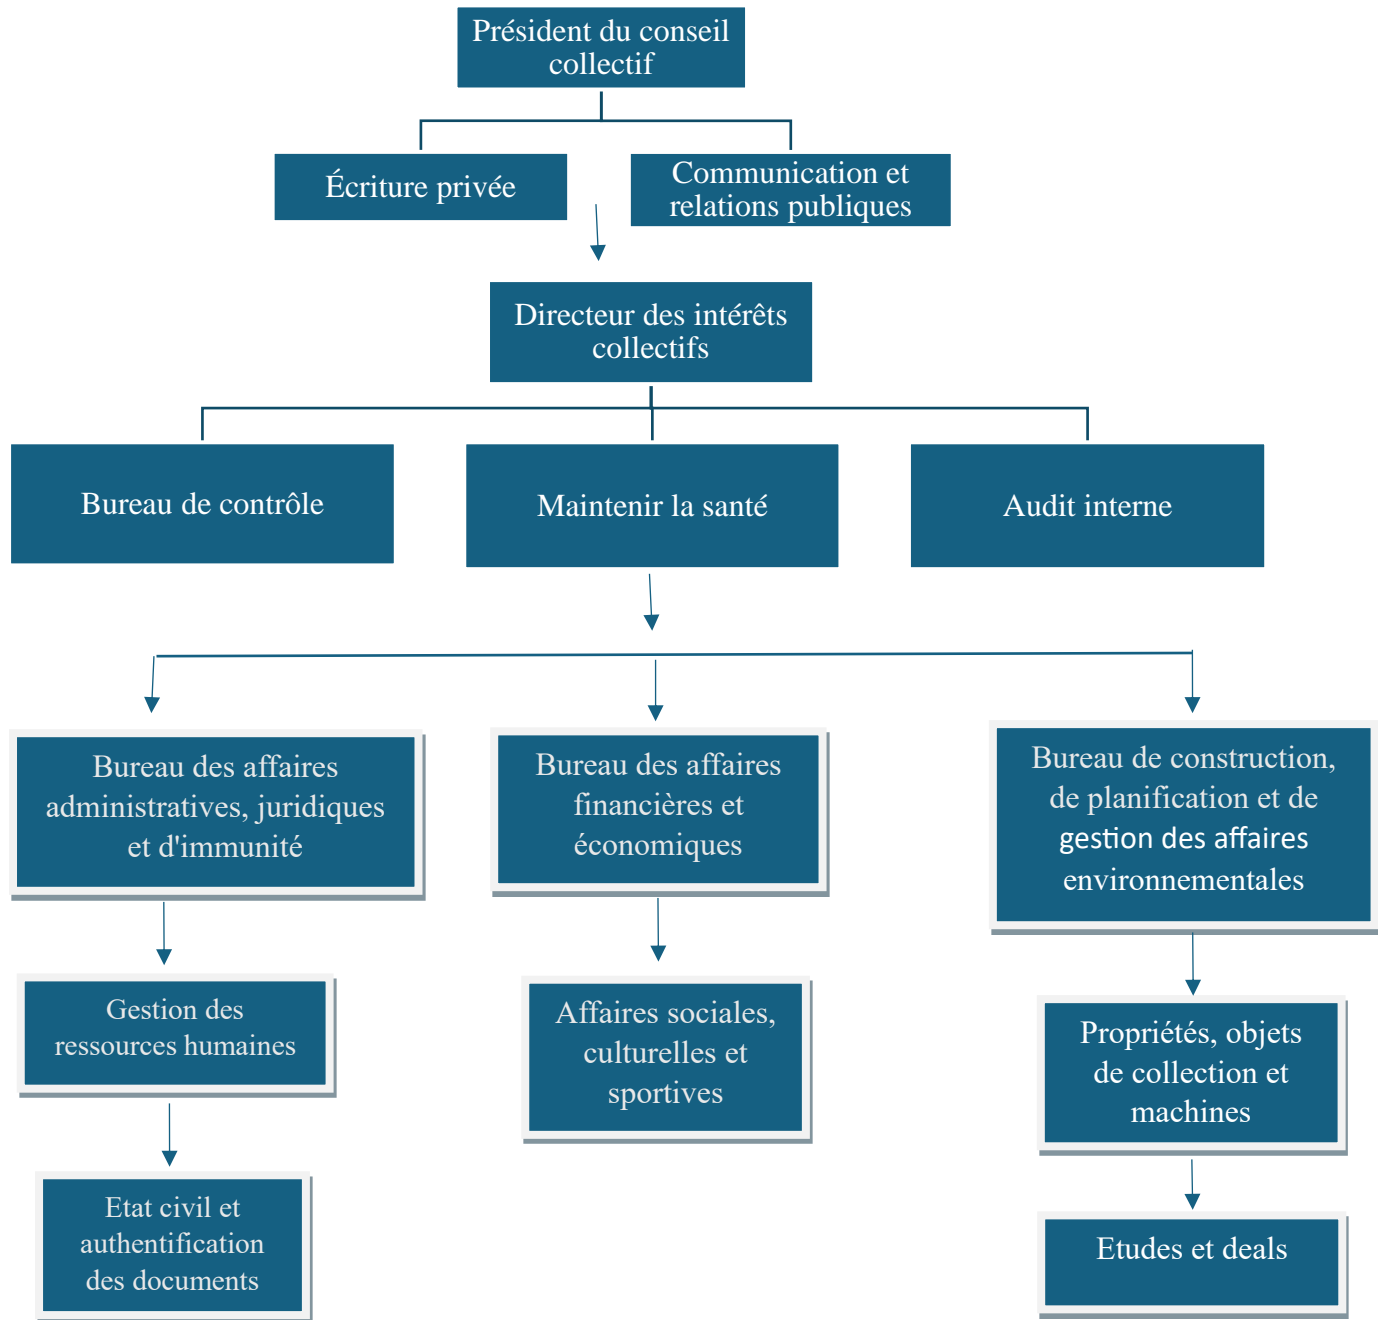 Président du conseil
collectif
Écriture privée
Communication et
relations publiques
Directeur des intérêts
collectifs
Bureau de contrôle
Maintenir la santé
Audit interne
Bureau des affaires
administratives, juridiques
et d'immunité
Bureau des affaires
financières et
économiques
Bureau de construction,
de planification et de
gestion des affaires
environnementales
Gestion des
ressources humaines
Affaires sociales,
culturelles et
sportives
Propriétés, objets
de collection et
machines
Etat civil et
authentification
des documents
Etudes et deals